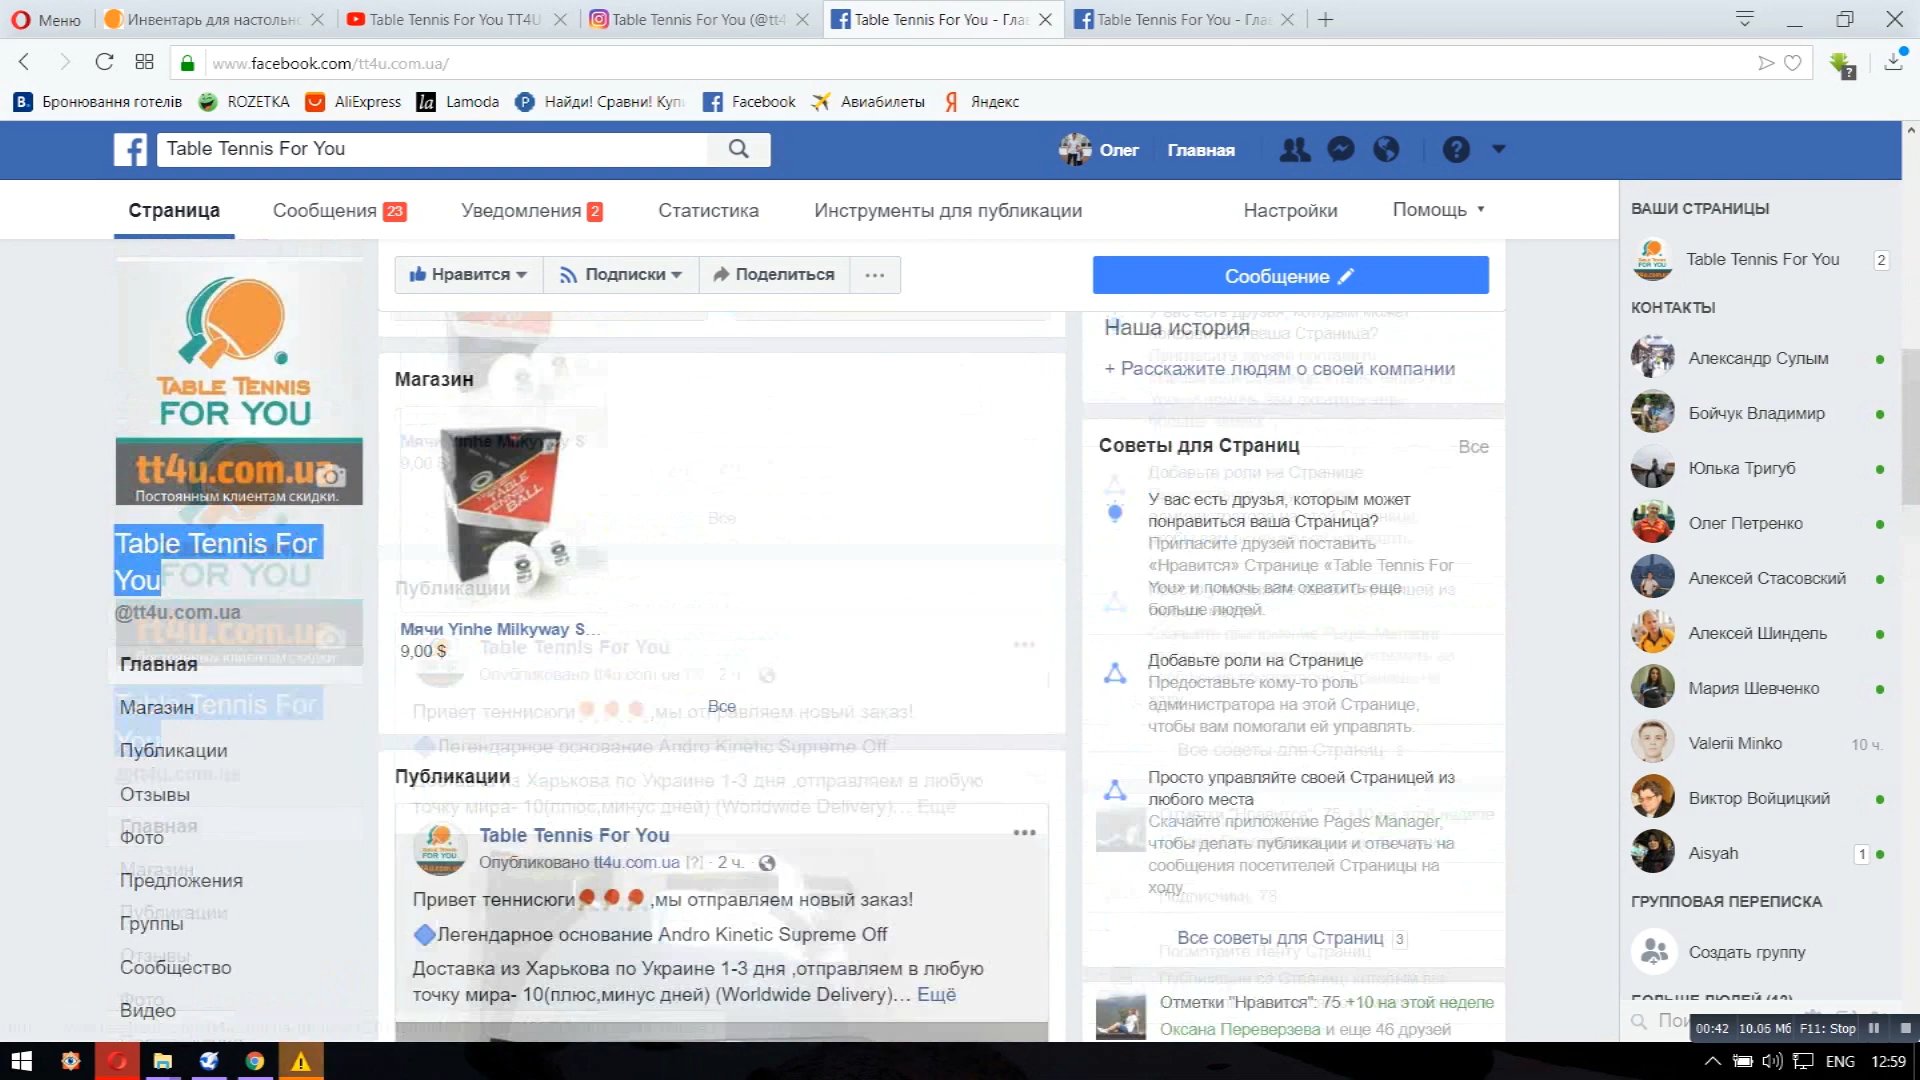 Меню
Инвентарь для настольно
Table Tennis For You TT4U
Table Tennis For You (@tt4
Table Tennis For You - Гла
Table Tennis For You - Гла
www.facebook.com/tt4u.com.ua/
Бронювання готелів
ROZETKA
AliExpress
Lamoda
Найди! Сравни! Купи
Facebook
Авиабилеты
Яндекс
Table Tennis For You
Олег
Главная
Страница
Сообщения 23
Уведомления 2
Статистика
Инструменты для публикации
Настройки
Помощь
TABLE TENNIS
FOR YOU
tt4u.com.ua
Постоянным клиентам скидки.
Table Tennis For
You
@tt4u.com.ua
Главная
Магазин
Публикации
Отзывы
Фото
Предложения
Группы
Сообщество
Видео
Нравится
Подписки
Поделиться
Сообщение
Магазин
Мячи Yinhe Milkyway S...
9,00 $
Все
Публикации
Table Tennis For You
Опубликовано tt4u.com.ua [?] · 2 ч. ·
Привет теннисюги🏓🏓🏓,мы отправляем новый заказ!
🔷Легендарное основание Andro Kinetic Supreme Off
Доставка из Харькова по Украине 1-3 дня ,отправляем в любую
точку мира- 10(плюс,минус дней) (Worldwide Delivery)... Ещё
Наша история
+ Расскажите людям о своей компании
Советы для Страниц
Все
У вас есть друзья, которым может
понравиться ваша Страница?
Пригласите друзей поставить
«Нравится» Странице «Table Tennis For
You» и помочь вам охватить еще
больше людей.
Добавьте роли на Странице
Предоставьте кому-то роль
администратора на этой Странице,
чтобы вам помогали ей управлять.
Просто управляйте своей Страницей из
любого места
Скачайте приложение Pages Manager,
чтобы делать публикации и отвечать на
сообщения посетителей Страницы на
ходу.
Все советы для Страниц 3
Отметки "Нравится": 75 +10 на этой неделе
Оксана Переверзева и еще 46 друзей
ВАШИ СТРАНИЦЫ
Table Tennis For You 2
КОНТАКТЫ
Александр Сулым
Бойчук Владимир
Юлька Тригуб
Олег Петренко
Алексей Стасовский
Алексей Шиндель
Мария Шевченко
Valerii Minko 10 ч.
Виктор Войцицкий
Aisyah 1
ГРУППОВАЯ ПЕРЕПИСКА
Создать группу
БОЛЬШЕ ЛЮДЕЙ (13)
00:42 10.06 Мб F11: Stop
ENG 12:59